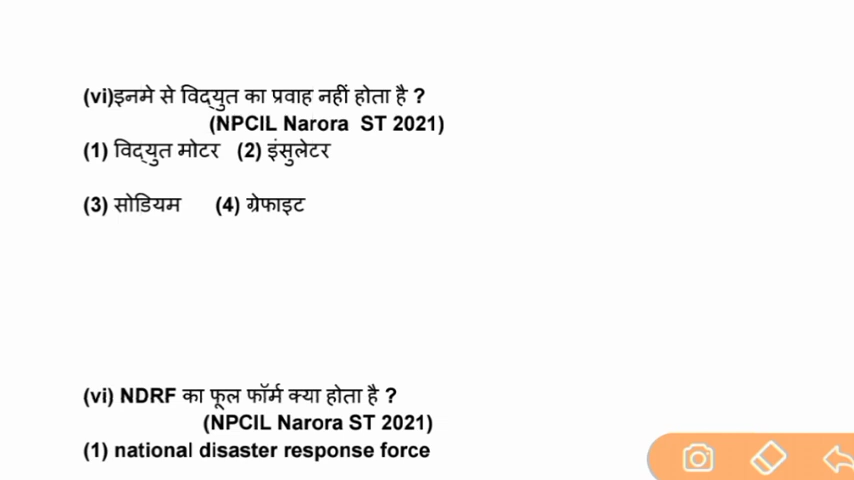 (vi)इनमे से विद्युत का प्रवाह नहीं होता है ?
(NPCIL Narora ST 2021)
(1) विद्युत मोटर (2) इंसुलेटर
(3) सोडियम (4) ग्रेफाइट
(vi) NDRF का फूल फॉर्म क्या होता है ?
(NPCIL Narora ST 2021)
(1) national disaster response force